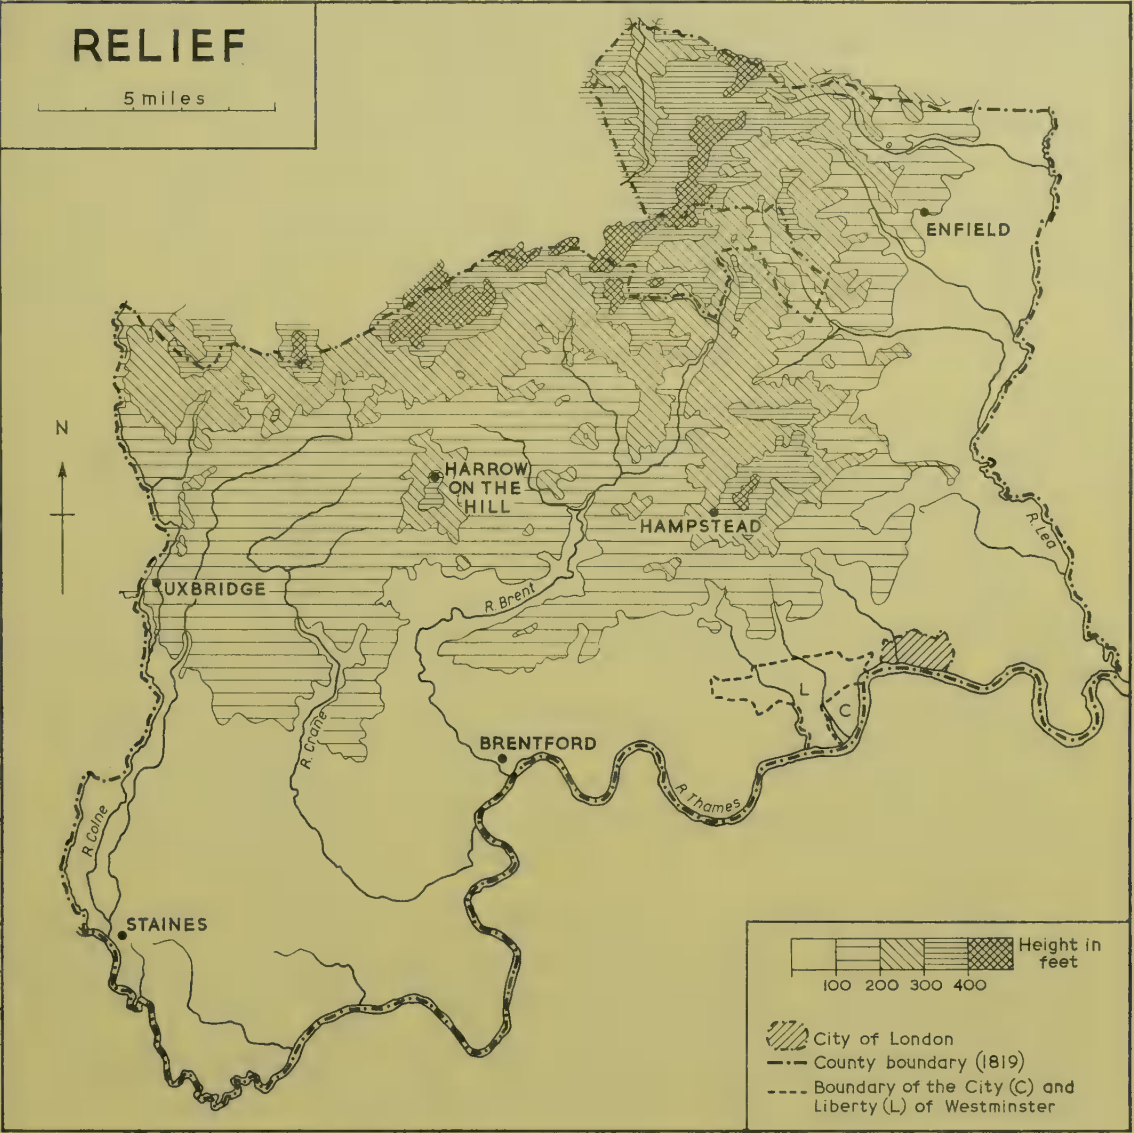 RELIEF
5 miles
N
ENFIELD
HARROW
ON THE
HILL
HAMPSTEAD
R. Lea
UXBRIDGE
R. Brent
L
C
R. Crane
BRENTFORD
R. Thames
R. Colne
STAINES
Height in
feet
100 200 300 400
City of London
County boundary (1819)
Boundary of the City (C) and
Liberty (L) of Westminster